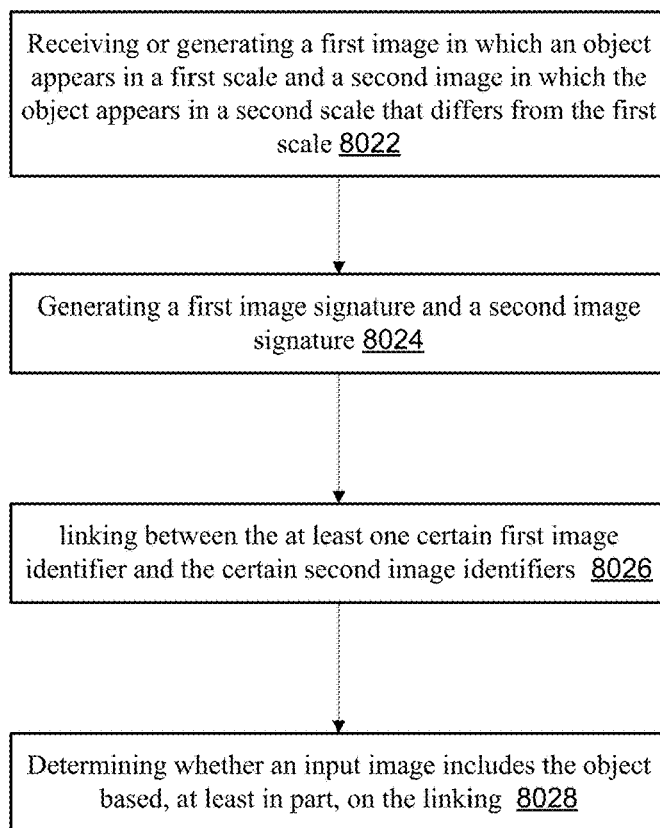 Receiving or generating a first image in which an object
appears in a first scale and a second image in which the
object appears in a second scale that differs from the first
scale 8022
Generating a first image signature and a second image
signature 8024
linking between the at least one certain first image
identifier and the certain second image identifiers 8026
Determining whether an input image includes the object
based, at least in part, on the linking 8028